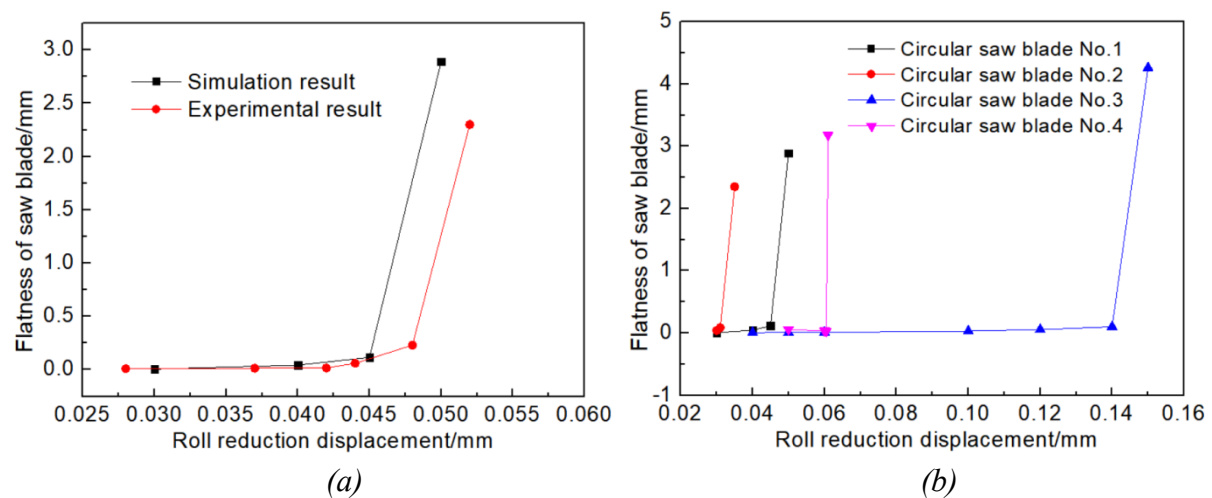 Flatness of saw blade/mm
3.0
2.5
2.0
1.5
1.0
0.5
0.0
Simulation result
Experimental result
0.025 0.030 0.035 0.040 0.045 0.050 0.055 0.060
Roll reduction displacement/mm
(a)
Flatness of saw blade/mm
5
4
3
2
1
0
-1
Circular saw blade No.1
Circular saw blade No.2
Circular saw blade No.3
Circular saw blade No.4
0.02 0.04 0.06 0.08 0.10 0.12 0.14 0.16
Roll reduction displacement/mm
(b)